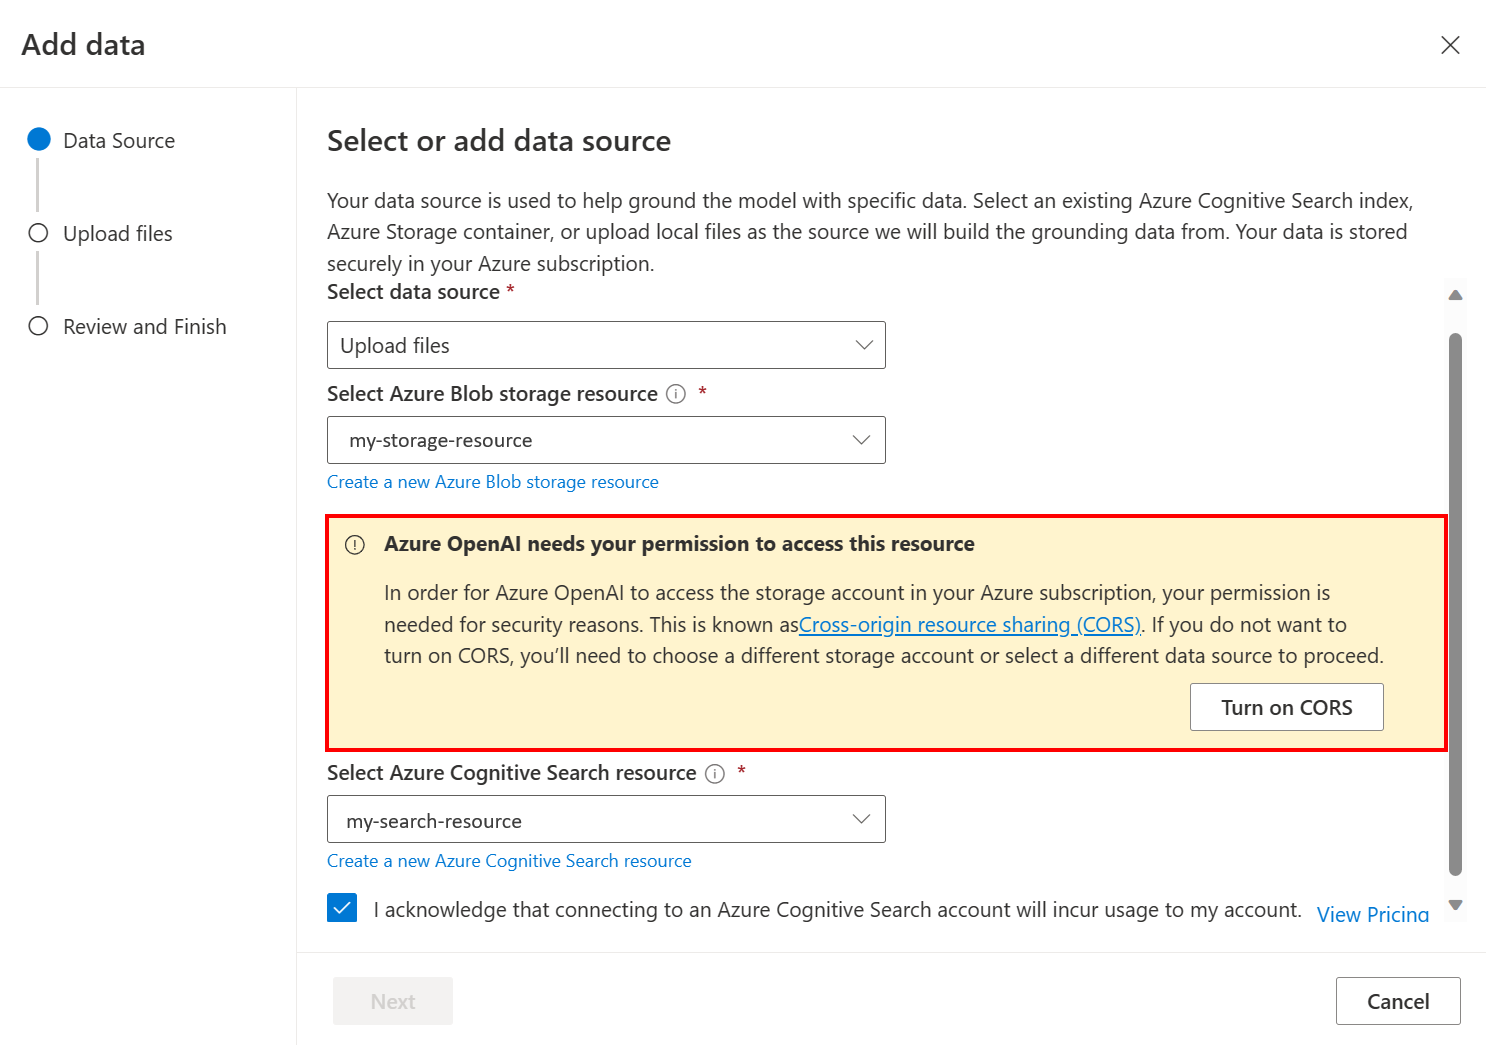 Add data
Data Source
Upload files
Review and Finish
Select or add data source
Your data source is used to help ground the model with specific data. Select an existing Azure Cognitive Search index,
Azure Storage container, or upload local files as the source we will build the grounding data from. Your data is stored
securely in your Azure subscription.
Select data source *
Upload files
Select Azure Blob storage resource *
my-storage-resource
Create a new Azure Blob storage resource
Azure OpenAI needs your permission to access this resource
In order for Azure OpenAI to access the storage account in your Azure subscription, your permission is
needed for security reasons. This is known asCross-origin resource sharing (CORS). If you do not want to
turn on CORS, you’ll need to choose a different storage account or select a different data source to proceed.
Turn on CORS
Select Azure Cognitive Search resource *
my-search-resource
Create a new Azure Cognitive Search resource
I acknowledge that connecting to an Azure Cognitive Search account will incur usage to my account. View Pricing
Next
Cancel